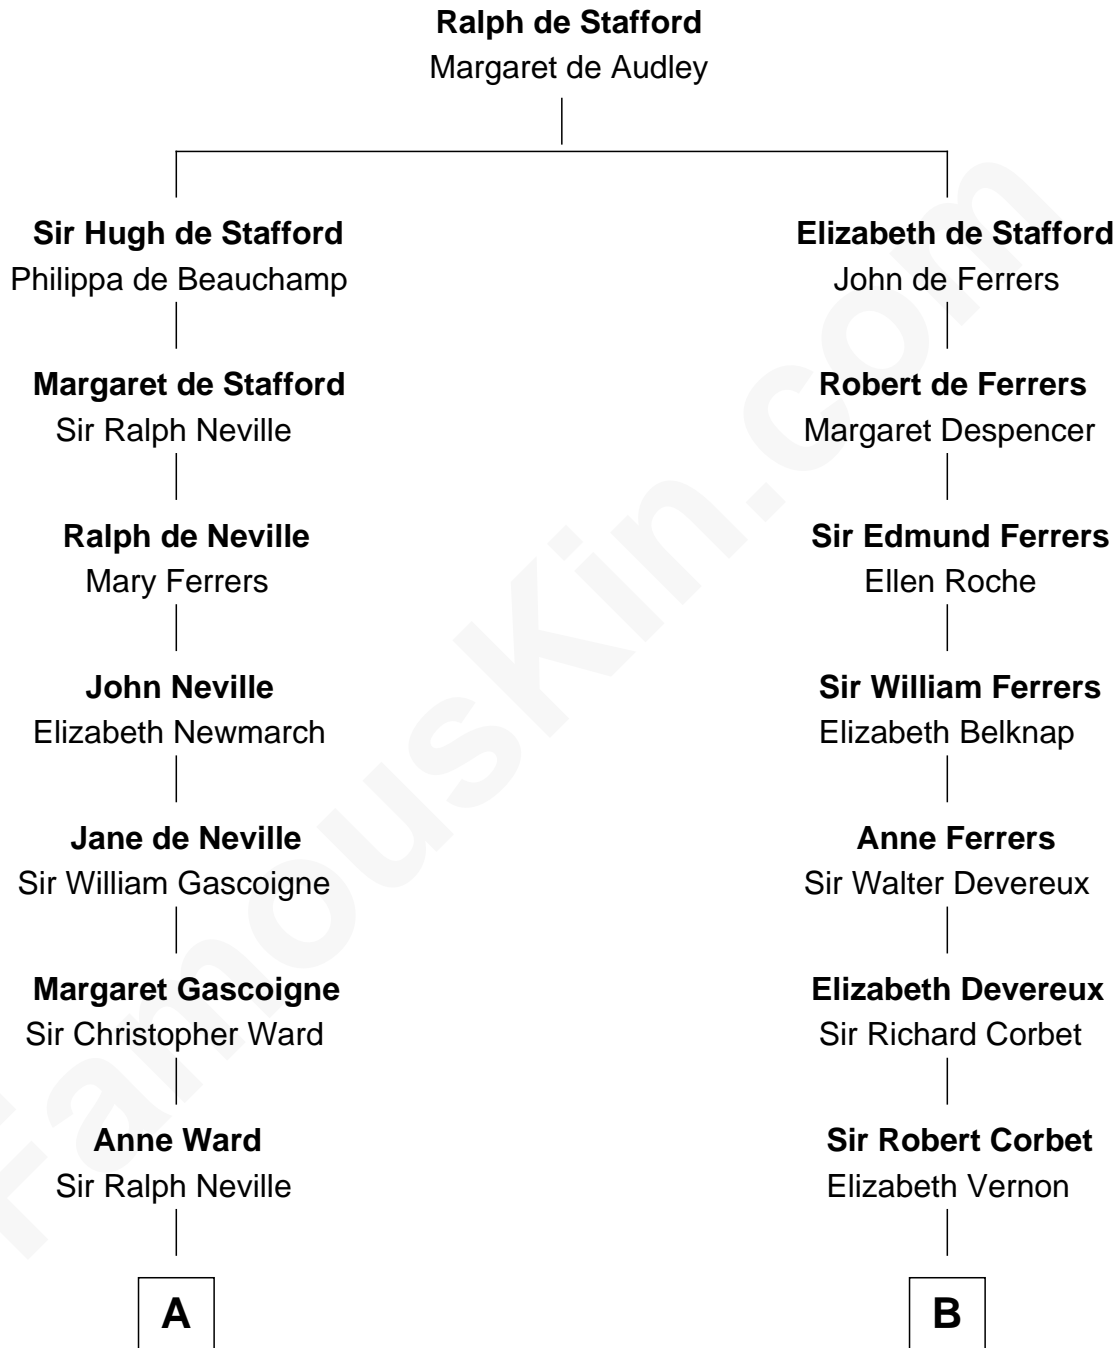 Ralph de Stafford
Margaret de Audley
Sir Hugh de Stafford
Philippa de Beauchamp
Margaret de Stafford
Sir Ralph Neville
Ralph de Neville
Mary Ferrers
John Neville
Elizabeth Newmarch
Jane de Neville
Sir William Gascoigne
Margaret Gascoigne
Sir Christopher Ward
Anne Ward
Sir Ralph Neville
A
Elizabeth de Stafford
John de Ferrers
Robert de Ferrers
Margaret Despencer
Sir Edmund Ferrers
Ellen Roche
Sir William Ferrers
Elizabeth Belknap
Anne Ferrers
Sir Walter Devereux
Elizabeth Devereux
Sir Richard Corbet
Sir Robert Corbet
Elizabeth Vernon
B
FamousKin.com